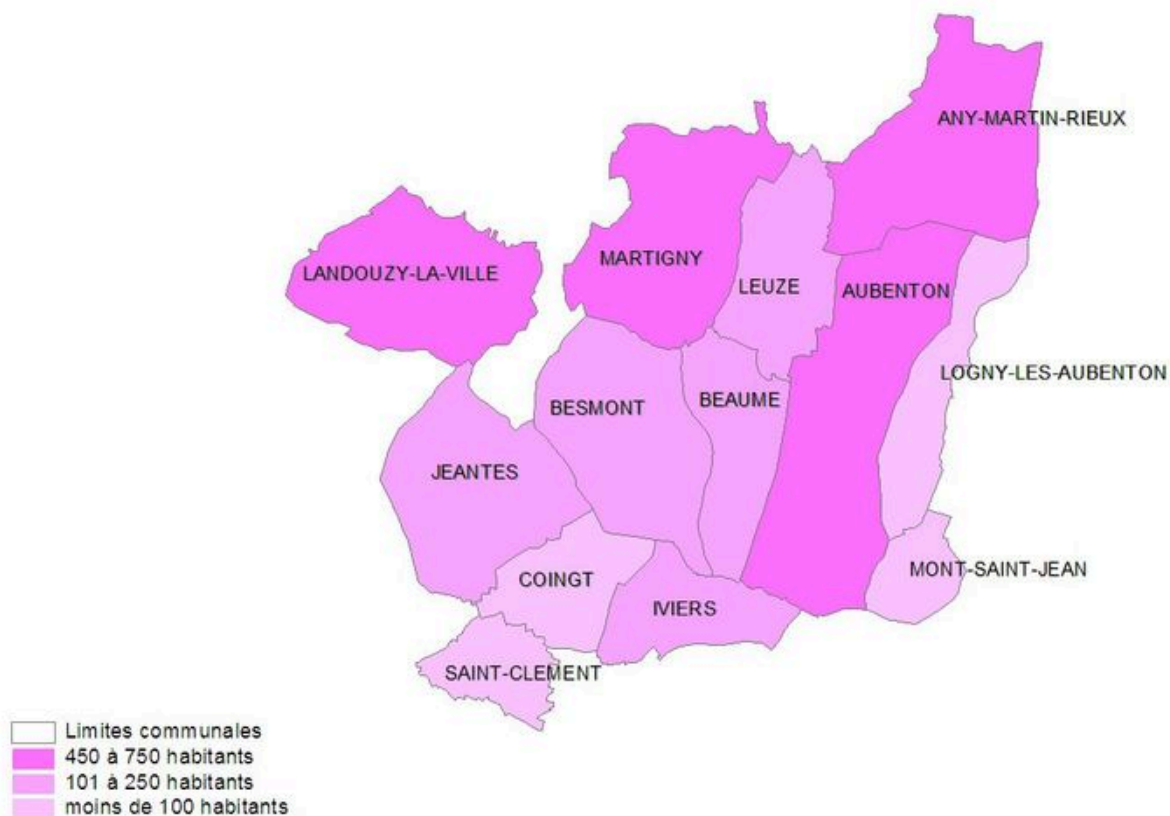 ANY-MARTIN-RIEUX
MARTIGNY
LANDOUZY-LA-VILLE
LEUZE
AUBENTON
LOGNY-LES-AUBENTON
BEAUME
BESMONT
JEANTES
MONT-SAINT-JEAN
COINGT
IVIERS
SAINT-CLEMENT
Limites communales
450 à 750 habitants
101 à 250 habitants
moins de 100 habitants